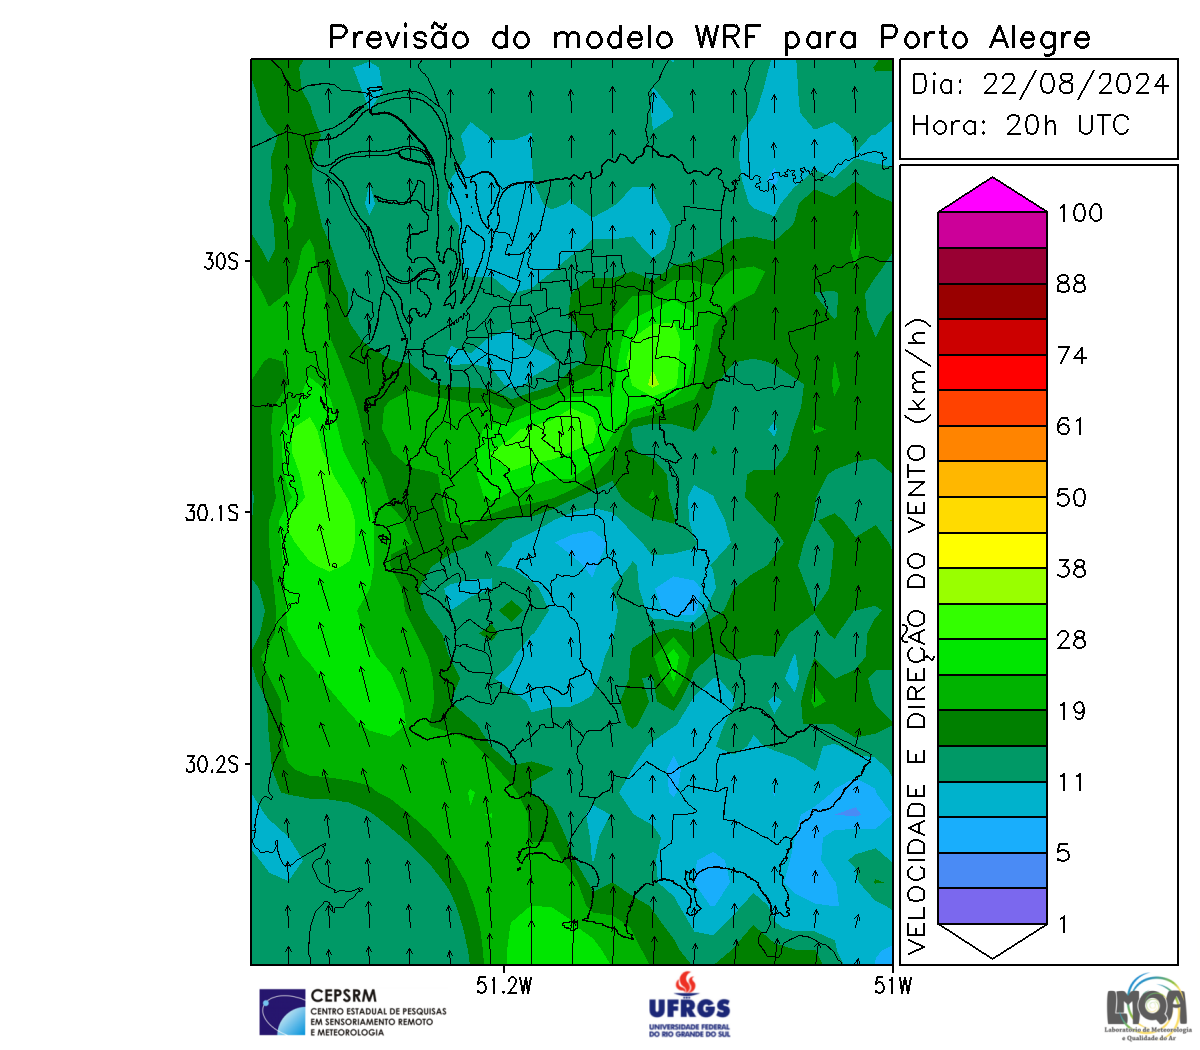 Previsão do modelo WRF para Porto Alegre
Dia: 22/08/2024
Hora: 20h UTC
30S
30.1S
30.2S
51.2W
51W
VELOCIDADE E DIREÇÃO DO VENTO (km/h)
100
88
74
61
50
38
28
19
11
5
1
CEPSRM
CENTRO ESTADUAL DE PESQUISAS
EM SENSORIAMENTO REMOTO
E METEOROLOGIA
UFRGS
UNIVERSIDADE FEDERAL
DO RIO GRANDE DO SUL
LMQA
Laboratório de Meteorologia
e Qualidade do Ar